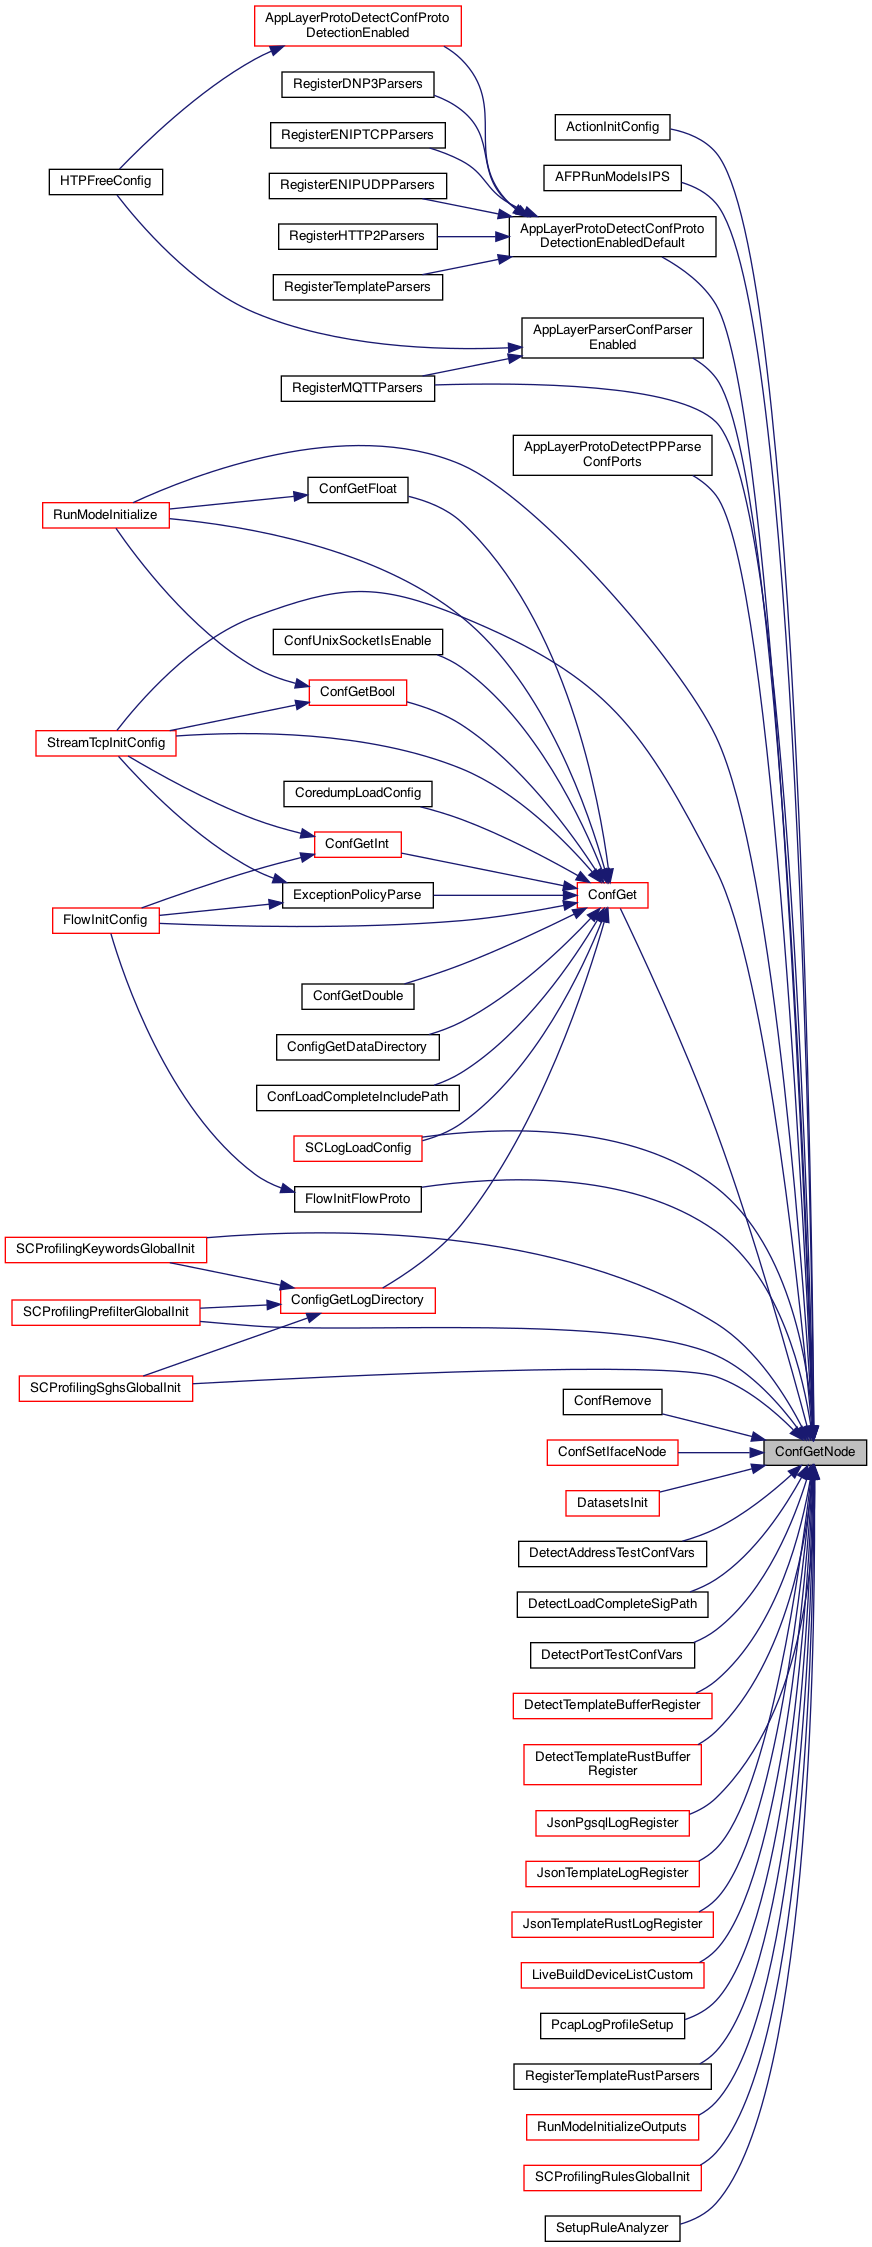 AppLayerProtoDetectConfProto
DetectionEnabled
RegisterDNP3Parsers
ActionInitConfig
RegisterENIPTCPParsers
HTPFreeConfig
AFPRunModeIsIPS
RegisterENIPUDPParsers
AppLayerProtoDetectConfProto
DetectionEnabledDefault
RegisterHTTP2Parsers
RegisterTemplateParsers
AppLayerParserConfParser
Enabled
RegisterMQTTParsers
AppLayerProtoDetectPPParse
ConfPorts
ConfGetFloat
RunModeInitialize
ConfUnixSocketIsEnable
ConfGetBool
StreamTcpInitConfig
CoredumpLoadConfig
ConfGetInt
ExceptionPolicyParse
ConfGet
FlowInitConfig
ConfGetDouble
ConfigGetDataDirectory
ConfLoadCompleteIncludePath
SCLogLoadConfig
FlowInitFlowProto
SCProfilingKeywordsGlobalInit
ConfigGetLogDirectory
SCProfilingPrefilterGlobalInit
SCProfilingSghsGlobalInit
ConfRemove
ConfSetIfaceNode
ConfGetNode
DatasetsInit
DetectAddressTestConfVars
DetectLoadCompleteSigPath
DetectPortTestConfVars
DetectTemplateBufferRegister
DetectTemplateRustBuffer
Register
JsonPgsqlLogRegister
JsonTemplateLogRegister
JsonTemplateRustLogRegister
LiveBuildDeviceListCustom
PcapLogProfileSetup
RegisterTemplateRustParsers
RunModeInitializeOutputs
SCProfilingRulesGlobalInit
SetupRuleAnalyzer